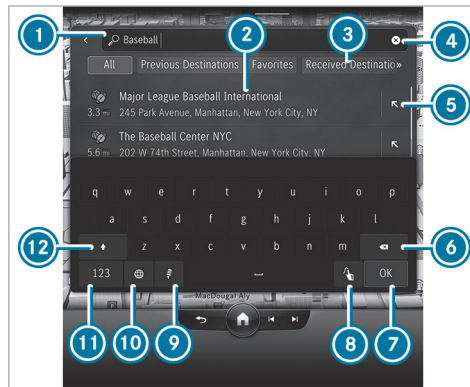 1
Baseball
2
3
4
All Previous Destinations Favorites Received Destinatio»
Major League Baseball International
3.3 m 245 Park Avenue, Manhattan, New York City, NY
5
The Baseball Center NYC
5.6 m 202 W 74th Street, Manhattan, New York City, NY
q w e r t y u i o p
a s d f g h j k l
12
z x c v b n m
6
123
OK
MacDougal Aly
11
10
9
8
7